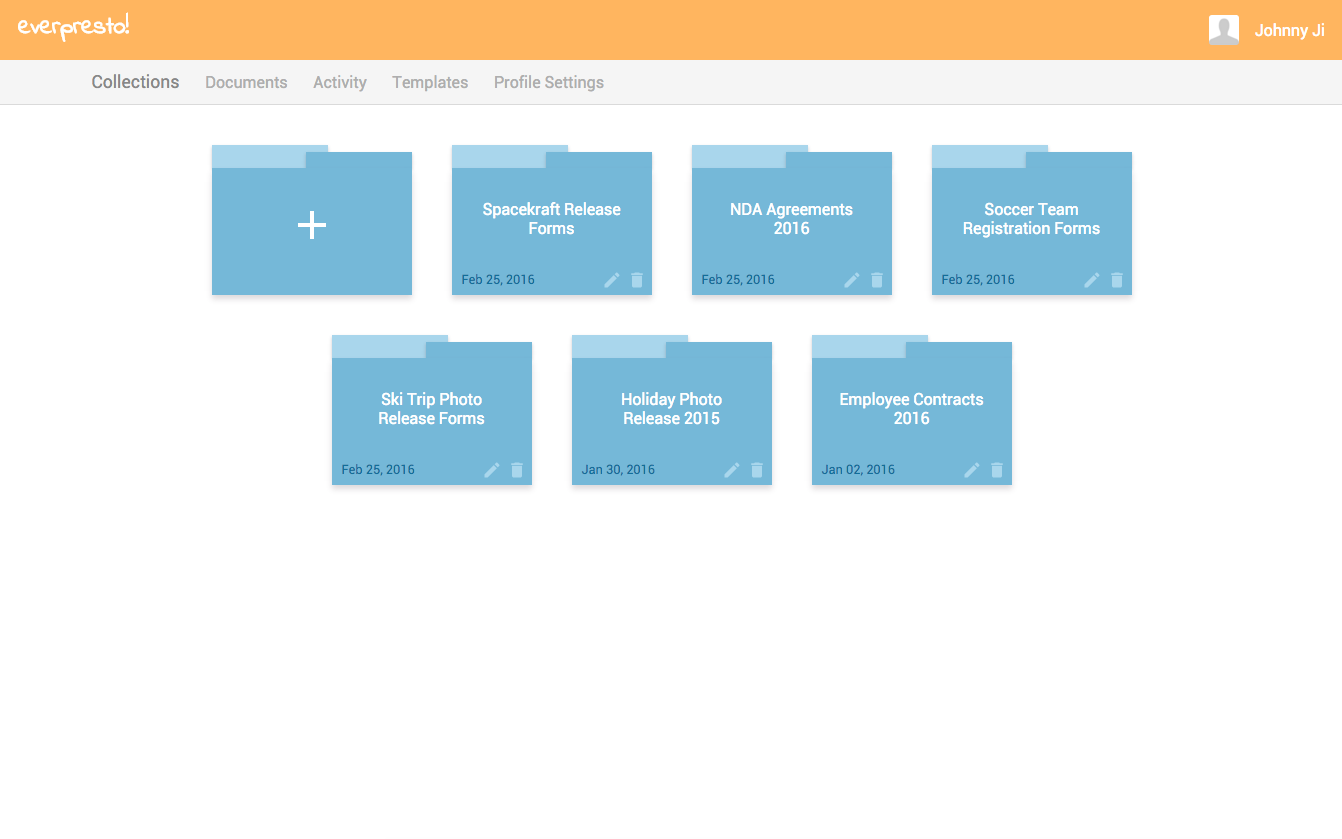 everpresto!
Johnny Ji
Collections Documents Activity Templates Profile Settings
Spacekraft Release
Forms
Feb 25, 2016
NDA Agreements
2016
Feb 25, 2016
Soccer Team
Registration Forms
Feb 25, 2016
Ski Trip Photo
Release Forms
Feb 25, 2016
Holiday Photo
Release 2015
Jan 30, 2016
Employee Contracts
2016
Jan 02, 2016